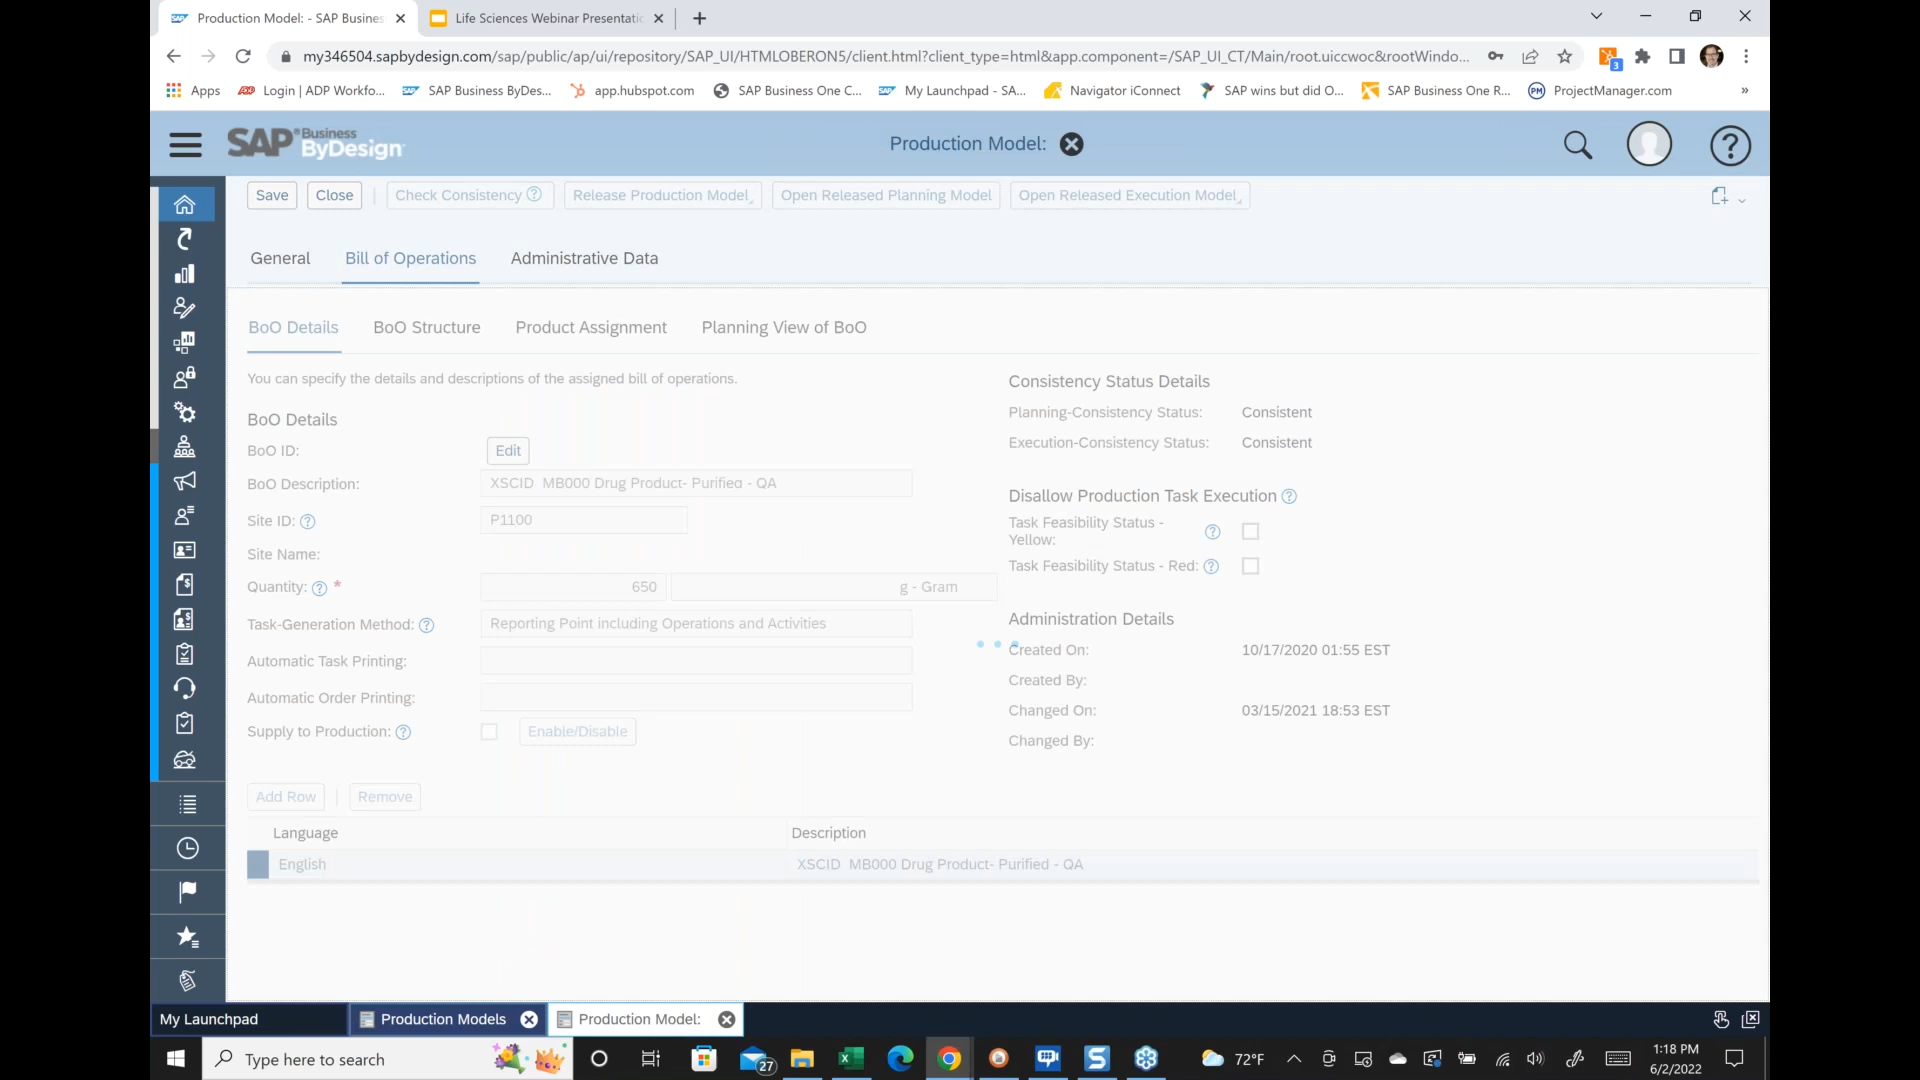 Production Model: - SAP Busines
Life Sciences Webinar Presentatio
my346504.sapbydesign.com/sap/public/ap/ui/repository/SAP_UI/HTMLOBERON5/client.html?client_type=html&app.component=/SAP_UI_CT/Main/root.uiccwoc&rootWindo...
3
Apps
Login | ADP Workfo...
SAP Business ByDes...
app.hubspot.com
SAP Business One C...
My Launchpad - SA...
Navigator iConnect
SAP wins but did O...
SAP Business One R...
PM ProjectManager.com
»
SAP Business ByDesign
Production Model:
Save
Close
Check Consistency
Release Production Model
Open Released Planning Model
Open Released Execution Model
General
Bill of Operations
Administrative Data
BoO Details
BoO Structure
Product Assignment
Planning View of BoO
You can specify the details and descriptions of the assigned bill of operations.
BoO Details
BoO ID:
Edit
BoO Description:
XSCID MB000 Drug Product- Purified - QA
Site ID:
P1100
Site Name:
Quantity: *
650
g - Gram
Task-Generation Method:
Reporting Point including Operations and Activities
Automatic Task Printing:
Automatic Order Printing:
Supply to Production:
Enable/Disable
Consistency Status Details
Planning-Consistency Status:
Consistent
Execution-Consistency Status:
Consistent
Disallow Production Task Execution
Task Feasibility Status -
Yellow:
Task Feasibility Status - Red:
Administration Details
Created On:
10/17/2020 01:55 EST
Created By:
Changed On:
03/15/2021 18:53 EST
Changed By:
Add Row
Remove
Language
Description
English
XSCID MB000 Drug Product- Purified - QA
My Launchpad
Production Models
Production Model:
Type here to search
27
72°F
1:18 PM
6/2/2022